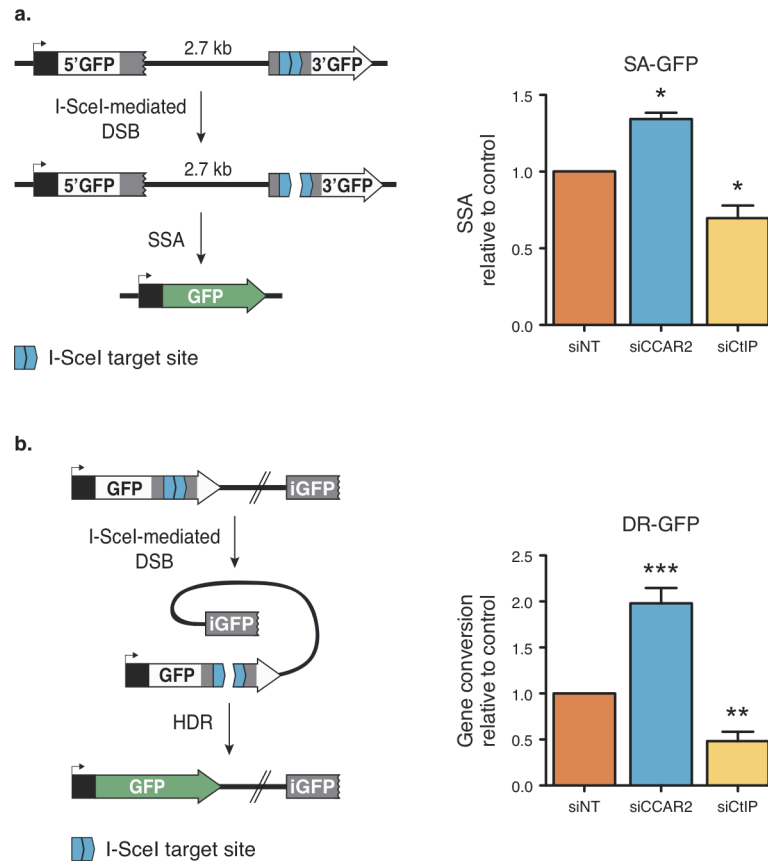 a.
2.7 kb
5'GFP
3'GFP
I-SceI-mediated
DSB
2.7 kb
5'GFP
3'GFP
SSA
GFP
I-SceI target site
SA-GFP
SSA
relative to control
1.5
1.0
0.5
0.0
*
*
siNT
siCCAR2
siCtIP
b.
GFP
iGFP
I-SceI-mediated
DSB
iGFP
GFP
HDR
GFP
iGFP
I-SceI target site
DR-GFP
Gene conversion
relative to control
2.5
2.0
1.0
0.5
0.0
***
**
siNT
siCCAR2
siCtIP